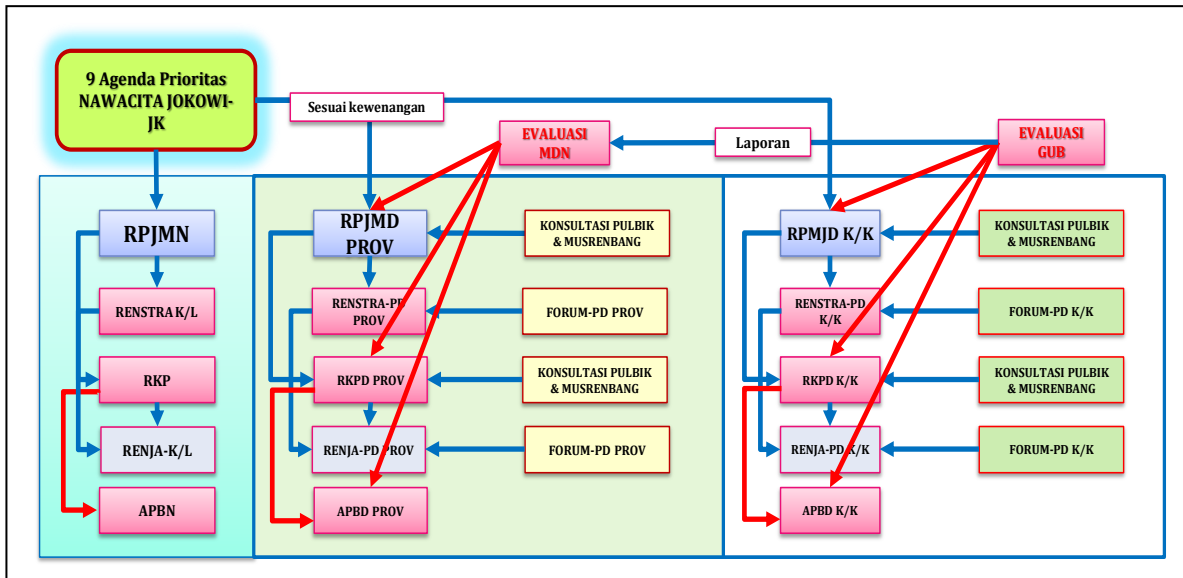 9 Agenda Prioritas
NAWACITA JOKOWI-
JK
Sesuai kewenangan
EVALUASI
MDN
Laporan
EVALUASI
GUB
RPJMN
RENSTRA K/L
RKP
RENJA-K/L
APBN
RPJMD
PROV
RENSTRA-PD
PROV
RKPD PROV
RENJA-PD PROV
APBD PROV
KONSULTASI PULBIK
& MUSRENBANG
FORUM-PD PROV
KONSULTASI PULBIK
& MUSRENBANG
FORUM-PD PROV
RPMJD K/K
RENSTRA-PD
K/K
RKPD K/K
RENJA-PD K/K
APBD K/K
KONSULTASI PULBIK
& MUSRENBANG
FORUM-PD K/K
KONSULTASI PULBIK
& MUSRENBANG
FORUM-PD K/K